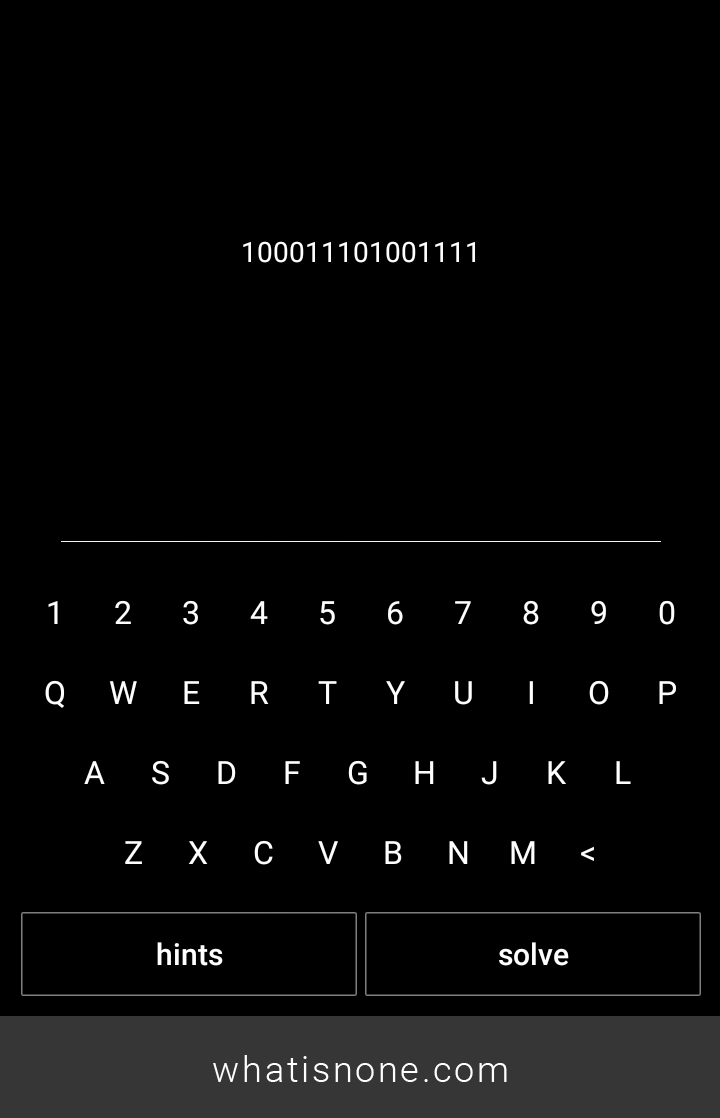 100011101001111
1 2 3 4 5 6 7 8 9 0
Q W E R T Y U I O P
A S D F G H J K L
Z X C V B N M <
hints solve
whatisnone.com